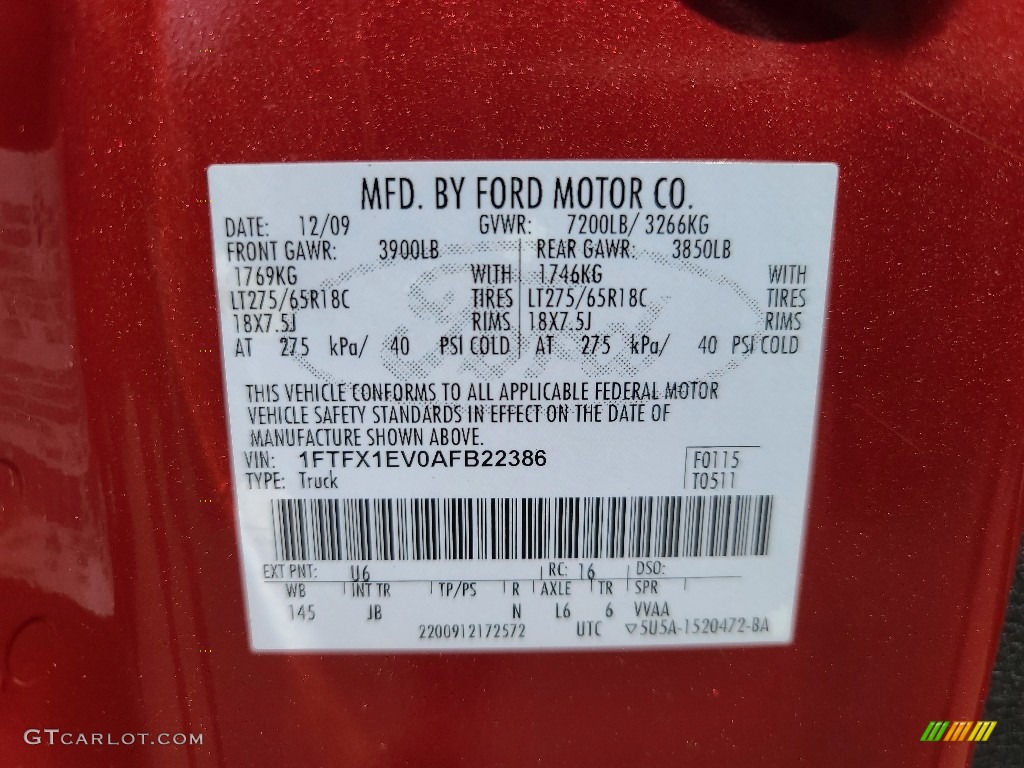 MFD. BY FORD MOTOR CO.
DATE: 12/09 GVWR: 7200LB/ 3266KG
FRONT GAWR: 3900LB REAR GAWR: 3850LB
1769KG WITH 1746KG WITH
LT275/65R18C TIRES LT275/65R18C TIRES
18X7.5J RIMS 18X7.5J RIMS
AT 275 kPa/ 40 PSI COLD AT 275 kPa/ 40 PSI COLD
THIS VEHICLE CONFORMS TO ALL APPLICABLE FEDERAL MOTOR
VEHICLE SAFETY STANDARDS IN EFFECT ON THE DATE OF
MANUFACTURE SHOWN ABOVE.
VIN: 1FTFX1EV0AFB22386 F0115
TYPE: Truck T0511
EXT PNT: U6 RC: 16 DSO:
WB INT TR TP/PS R AXLE TR SPR
145 JB N L6 6 VVAA
2200912172572 UTC ▽5U5A-1520472-BA
GTCARLOT.COM